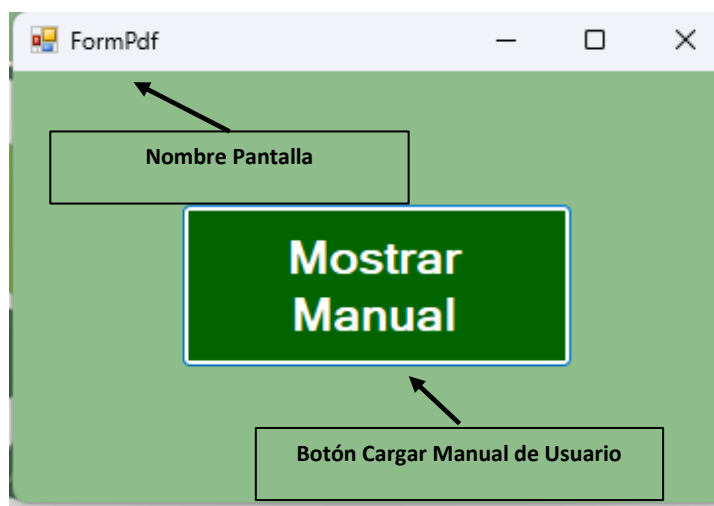 FormPdf
Nombre Pantalla
Mostrar
Manual
Botón Cargar Manual de Usuario